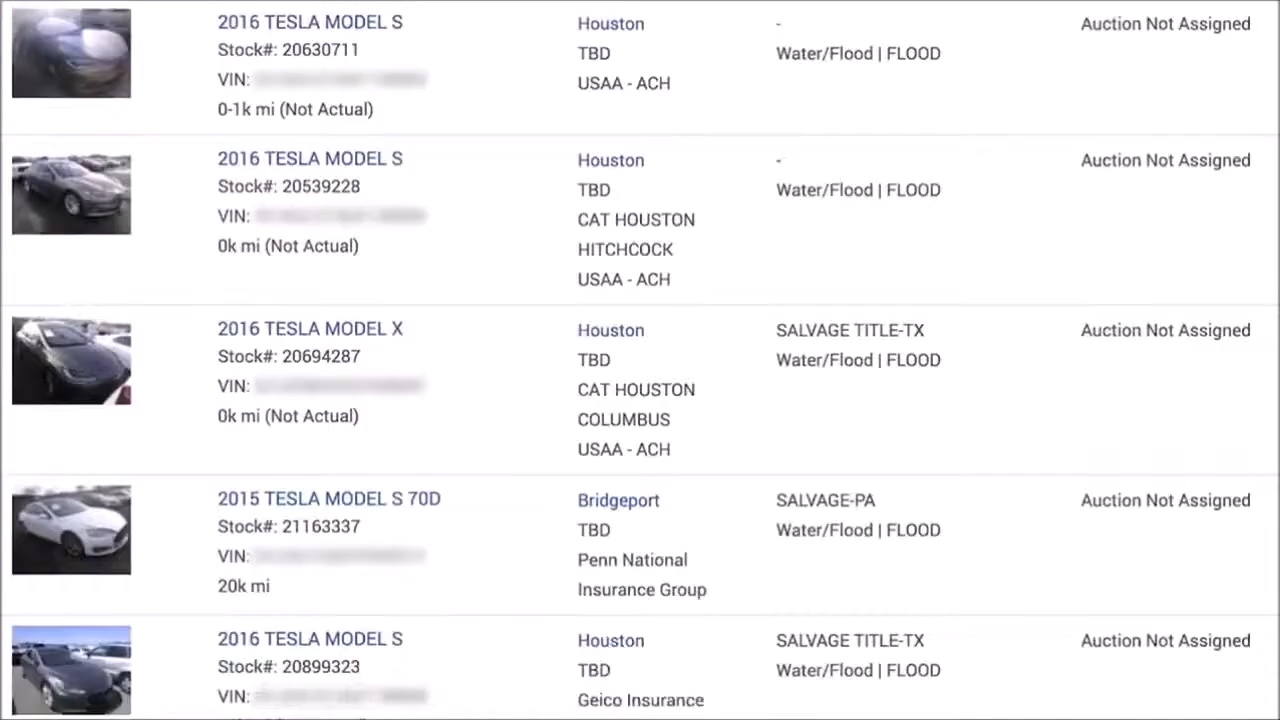 2016 TESLA MODEL S
Stock#: 20630711
VIN:
0-1k mi (Not Actual)
Houston
TBD
USAA - ACH
-
Water/Flood | FLOOD
Auction Not Assigned
2016 TESLA MODEL S
Stock#: 20539228
VIN:
0k mi (Not Actual)
Houston
TBD
CAT HOUSTON
HITCHCOCK
USAA - ACH
-
Water/Flood | FLOOD
Auction Not Assigned
2016 TESLA MODEL X
Stock#: 20694287
VIN:
0k mi (Not Actual)
Houston
TBD
CAT HOUSTON
COLUMBUS
USAA - ACH
SALVAGE TITLE-TX
Water/Flood | FLOOD
Auction Not Assigned
2015 TESLA MODEL S 70D
Stock#: 21163337
VIN:
20k mi
Bridgeport
TBD
Penn National
Insurance Group
SALVAGE-PA
Water/Flood | FLOOD
Auction Not Assigned
2016 TESLA MODEL S
Stock#: 20899323
VIN:
Houston
TBD
Geico Insurance
SALVAGE TITLE-TX
Water/Flood | FLOOD
Auction Not Assigned